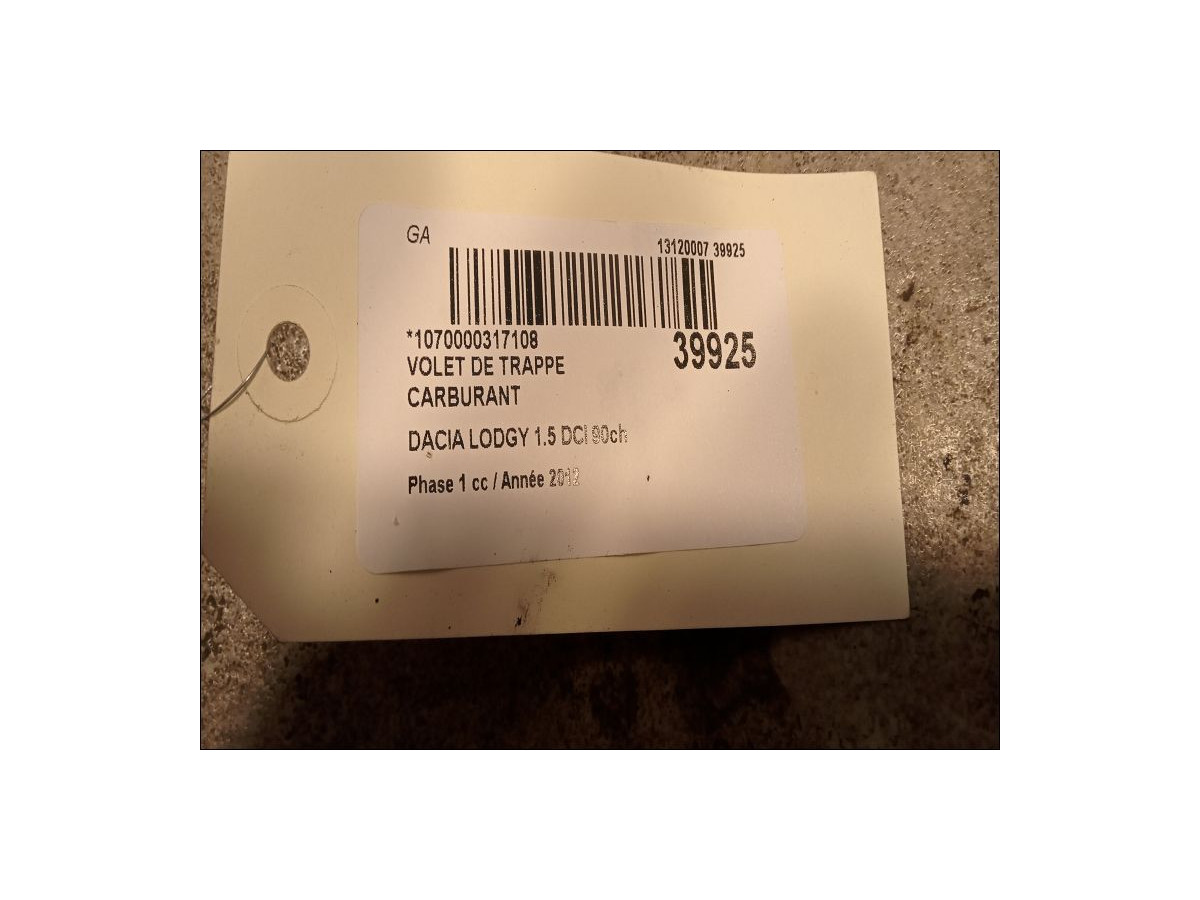 GA
13120007 39925
*1070000317108
39925
VOLET DE TRAPPE
CARBURANT
DACIA LODGY 1.5 DCI 90ch
Phase 1 cc / Année 2012